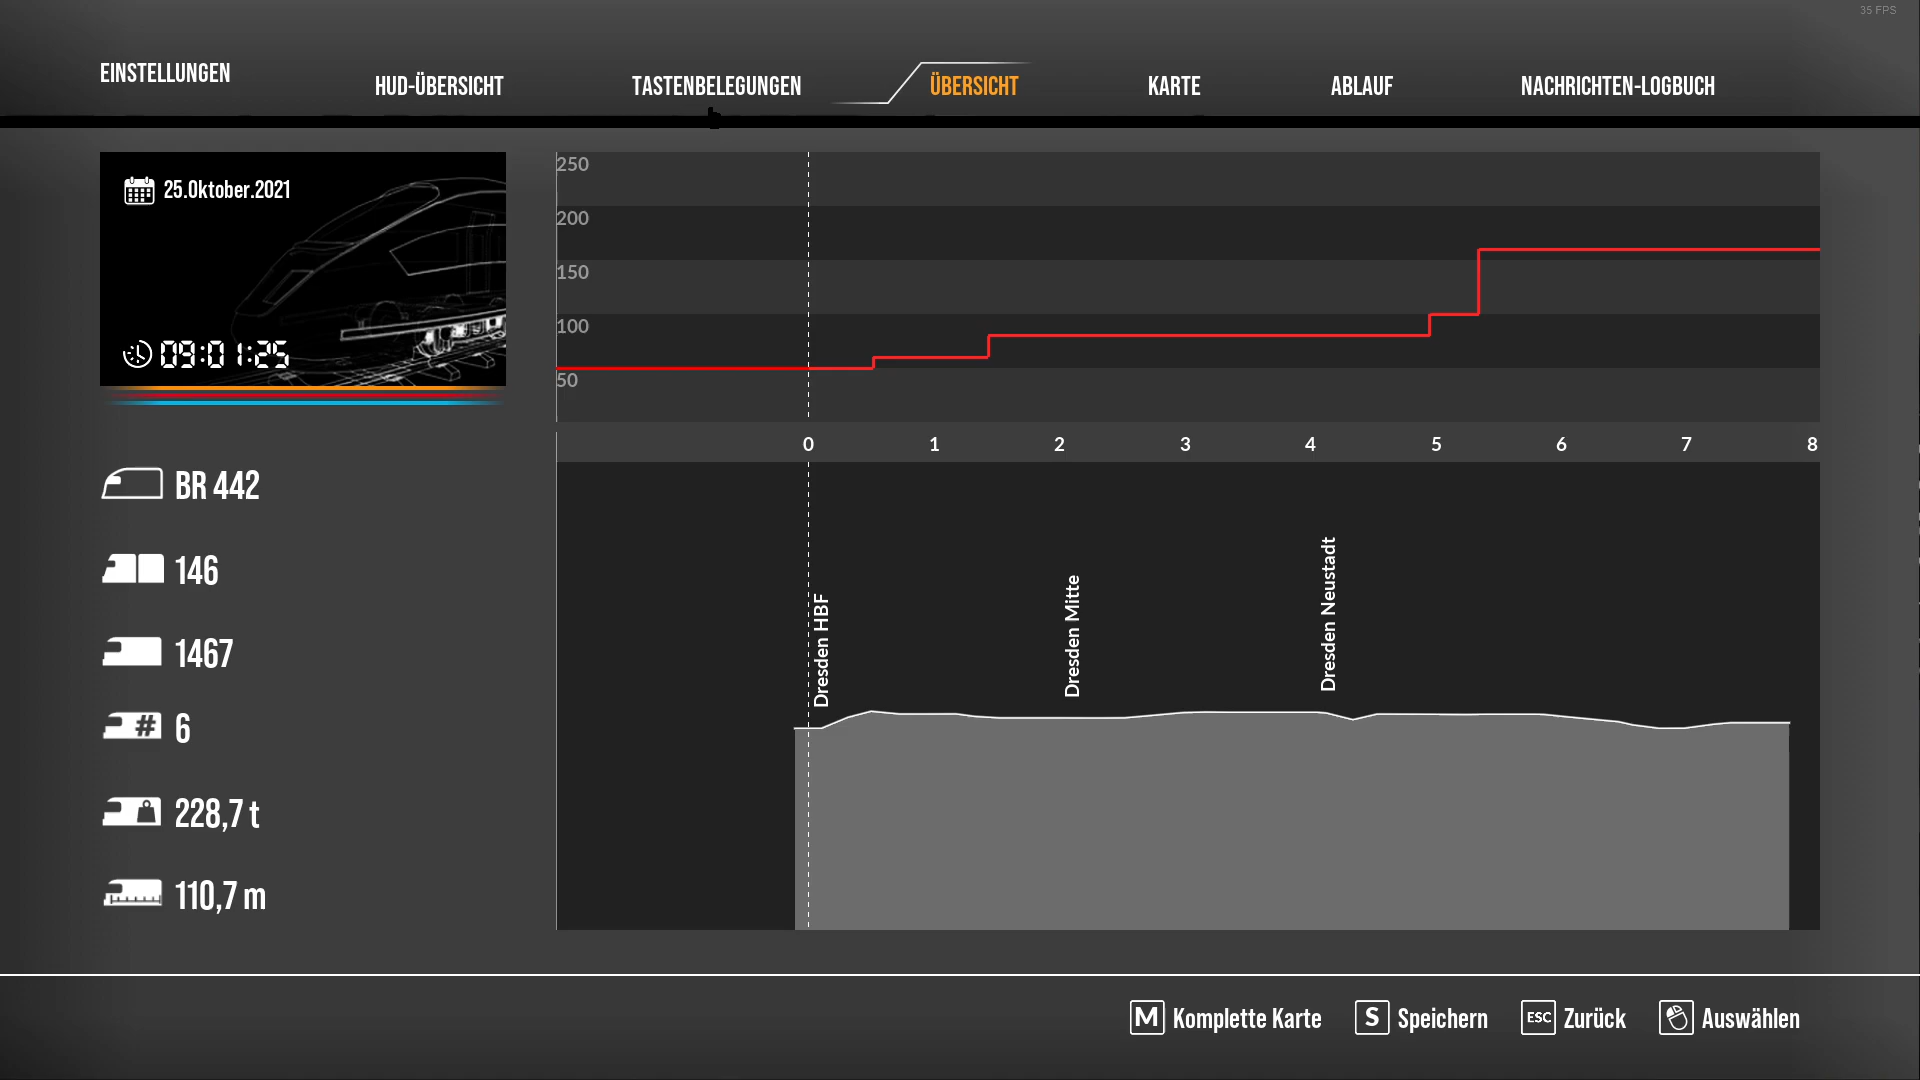 35 FPS
EINSTELLUNGEN
HUD-ÜBERSICHT
TASTENBELEGUNGEN
ÜBERSICHT
KARTE
ABLAUF
NACHRICHTEN-LOGBUCH
25.Oktober.2021
09:01:25
BR 442
146
1467
# 6
228,7 t
110,7 m
250
200
150
100
50
0 1 2 3 4 5 6 7 8
Dresden HBF
Dresden Mitte
Dresden Neustadt
M Komplette Karte
S Speichern
ESC Zurück
Auswählen